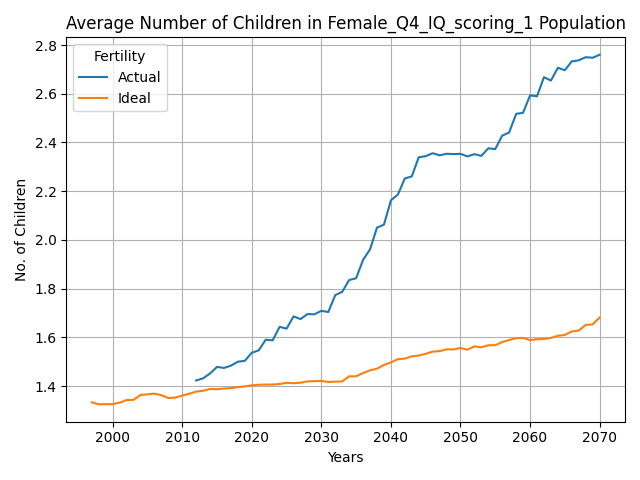 Average Number of Children in Female_Q4_IQ_scoring_1 Population
Fertility
Actual
Ideal
No. of Children
2.8
2.6
2.4
2.2
2.0
1.8
1.6
1.4
2000 2010 2020 2030 2040 2050 2060 2070
Years